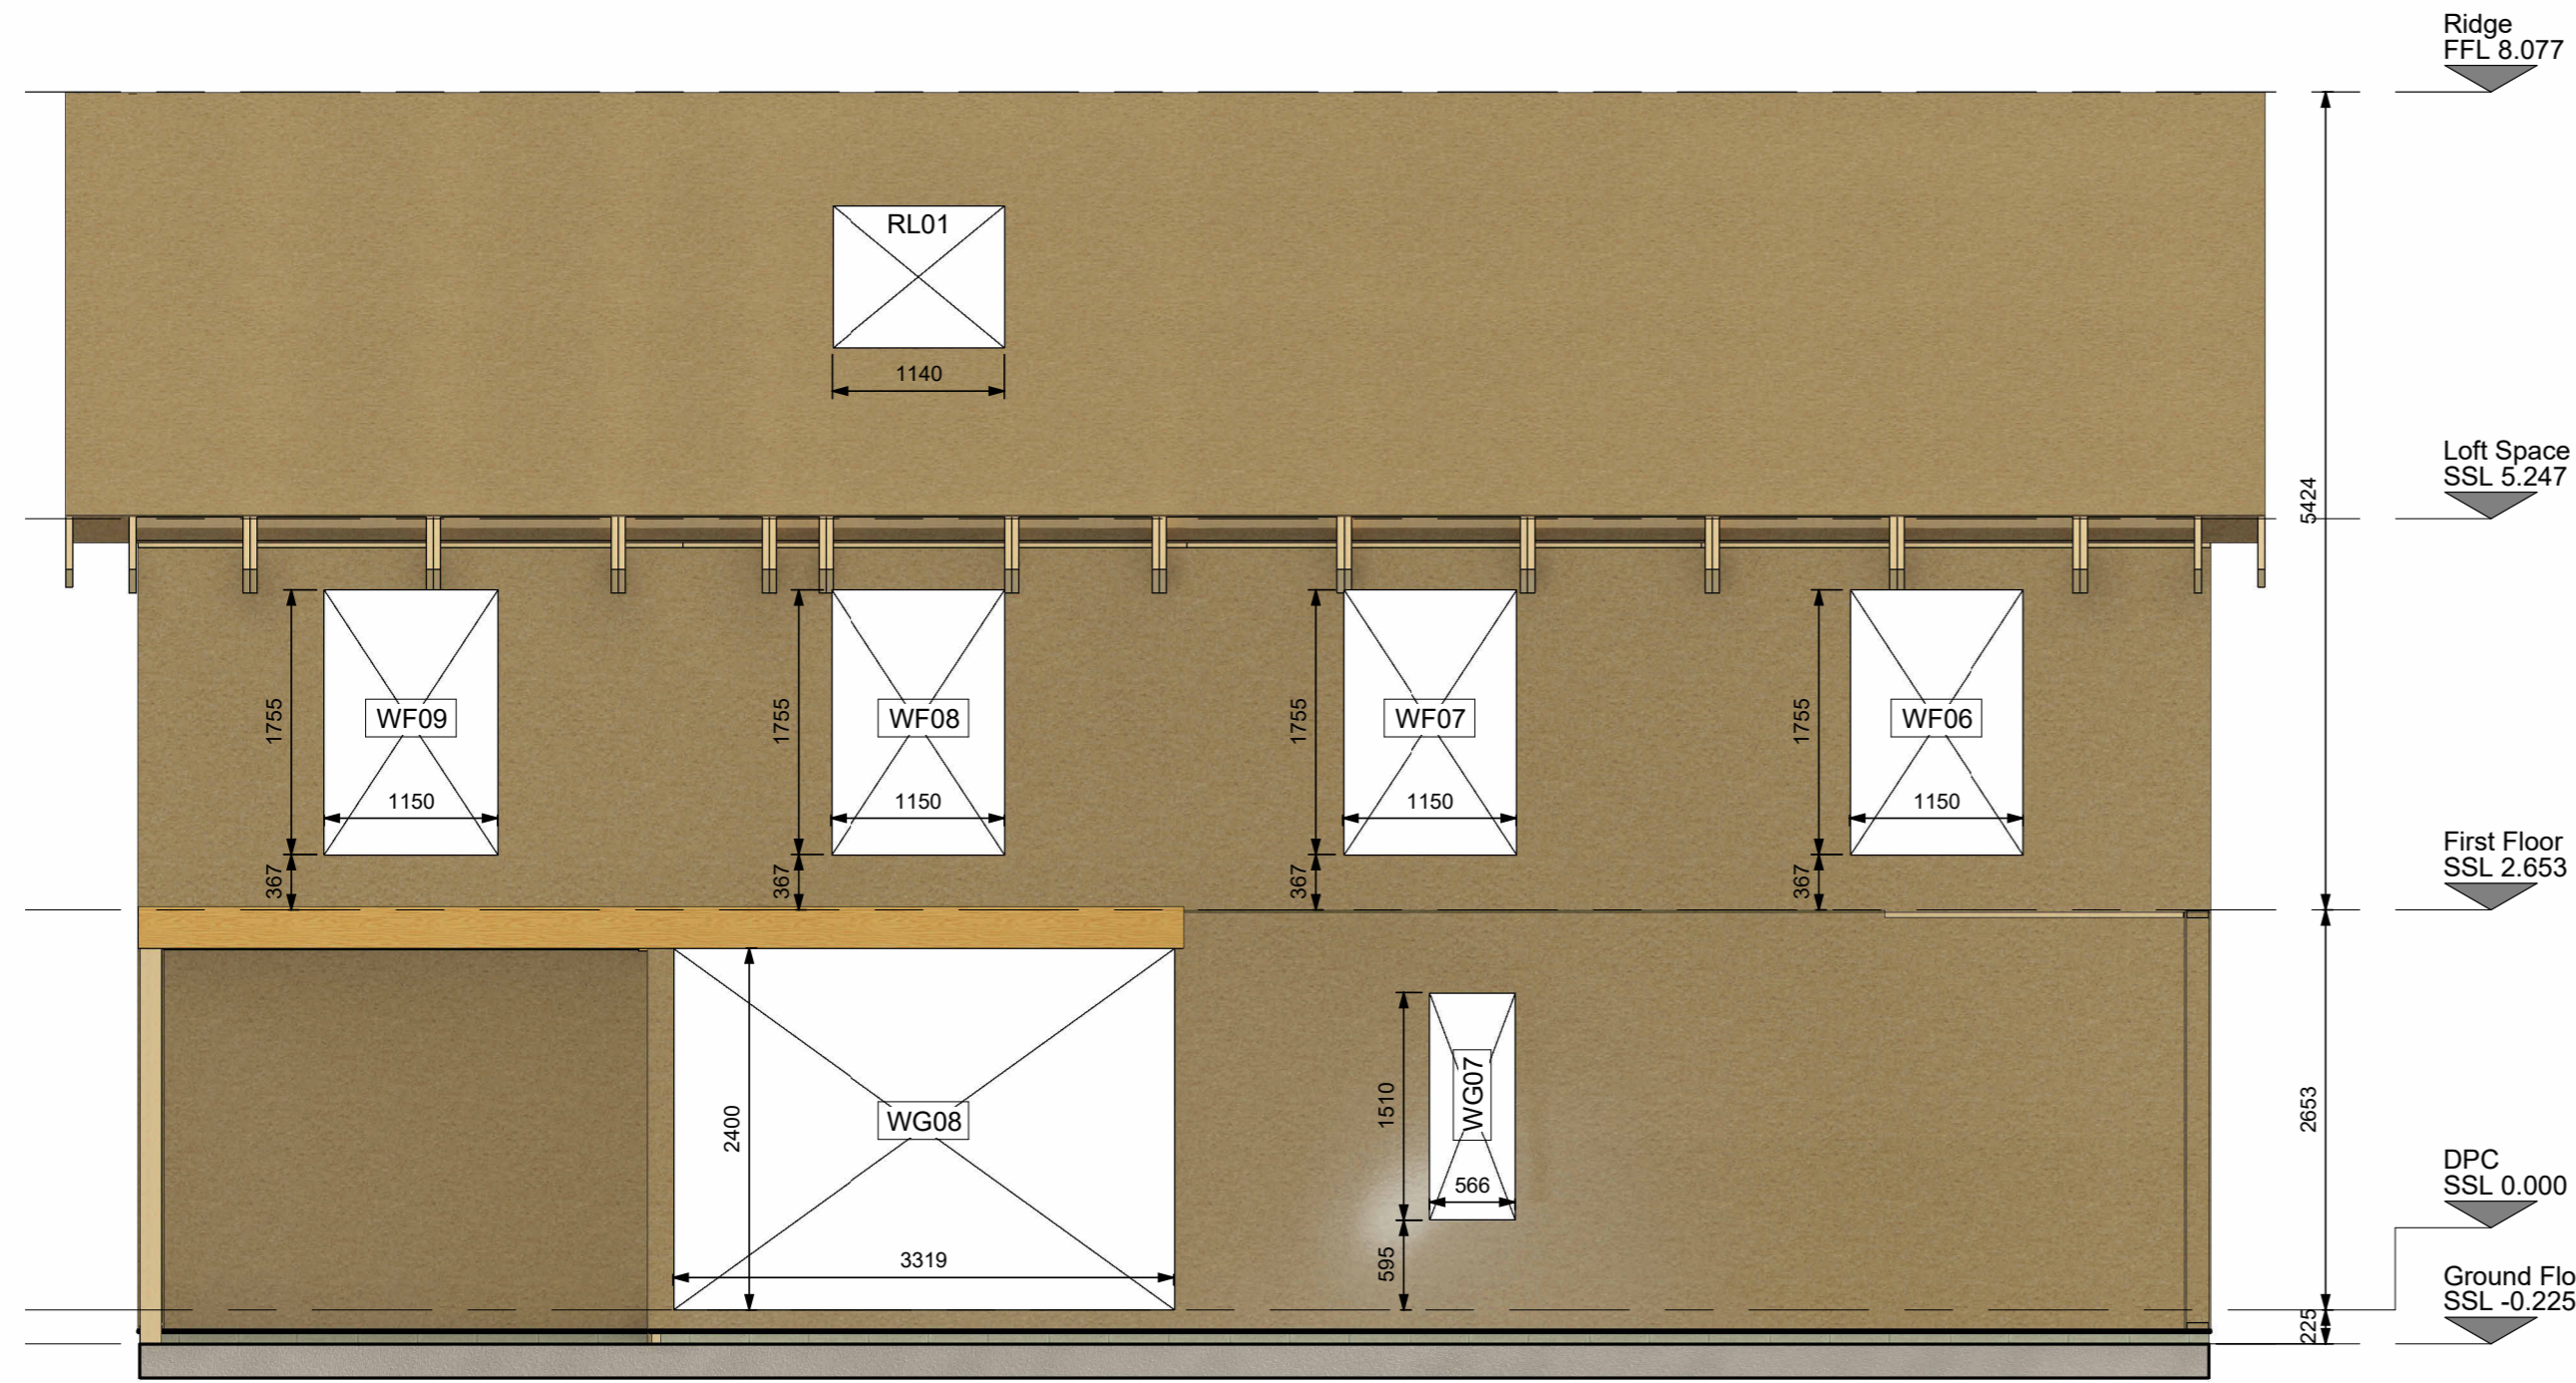 Ridge
FFL 8.077
RL01
1140
Loft Space
SSL 5.247
5424
1755
WF09
1150
367
1755
WF08
1150
367
1755
WF07
1150
367
1755
WF06
1150
367
First Floor
SSL 2.653
2400
WG08
3319
1510
WG07
566
595
2653
DPC
SSL 0.000
Ground Flo
SSL -0.225
225